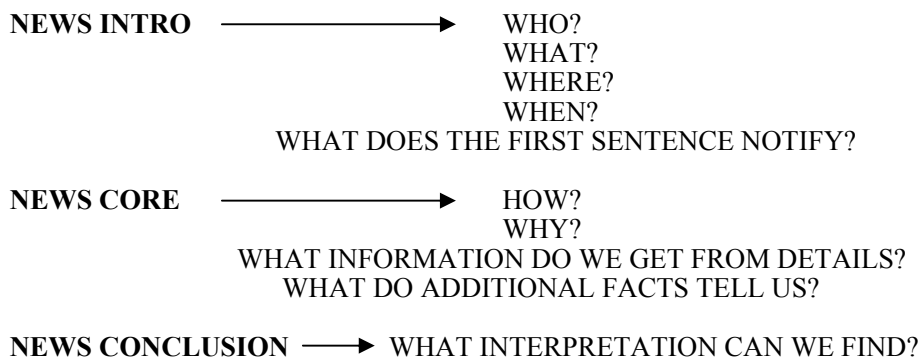 NEWS INTRO WHO?
WHAT?
WHERE?
WHEN?
WHAT DOES THE FIRST SENTENCE NOTIFY?
NEWS CORE HOW?
WHY?
WHAT INFORMATION DO WE GET FROM DETAILS?
WHAT DO ADDITIONAL FACTS TELL US?
NEWS CONCLUSION WHAT INTERPRETATION CAN WE FIND?